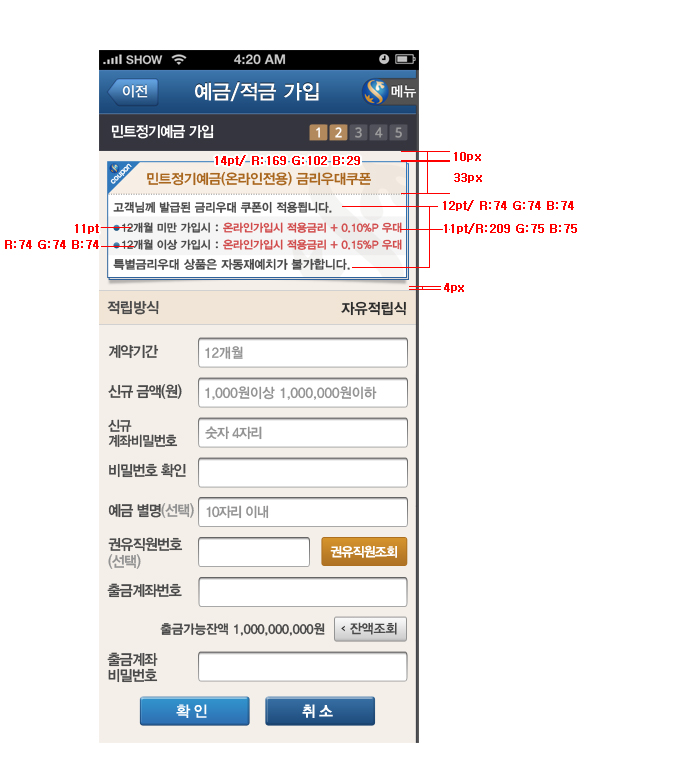 SHOW 4:20 AM
이전 예금/적금 가입 메뉴
민트정기예금 가입 1 2 3 4 5
14pt/ R:169 G:102 B:29
10px
coupon
민트정기예금(온라인전용) 금리우대쿠폰
33px
고객님께 발급된 금리우대 쿠폰이 적용됩니다.
12pt/ R:74 G:74 B:74
11pt
12개월 미만 가입시 : 온라인가입시 적용금리 + 0.10%P 우대
11pt/R:209 G:75 B:75
R:74 G:74 B:74
12개월 이상 가입시 : 온라인가입시 적용금리 + 0.15%P 우대
특별금리우대 상품은 자동재예치가 불가합니다.
4px
적립방식 자유적립식
계약기간 12개월
신규 금액(원) 1,000원이상 1,000,000원이하
신규
계좌비밀번호 숫자 4자리
비밀번호 확인
예금 별명(선택) 10자리 이내
권유직원번호
(선택) 권유직원조회
출금계좌번호
출금가능잔액 1,000,000,000원 < 잔액조회
출금계좌
비밀번호
확인 취소